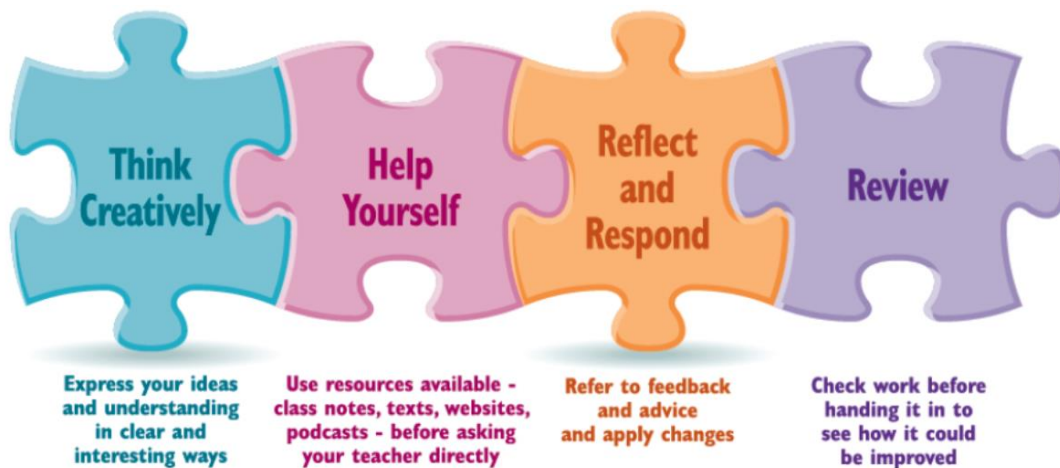 Think
Creatively
Help
Yourself
Reflect
and
Respond
Review
Express your ideas
and understanding
in clear and
interesting ways
Use resources available -
class notes, texts, websites,
podcasts - before asking
your teacher directly
Refer to feedback
and advice
and apply changes
Check work before
handing it in to
see how it could
be improved